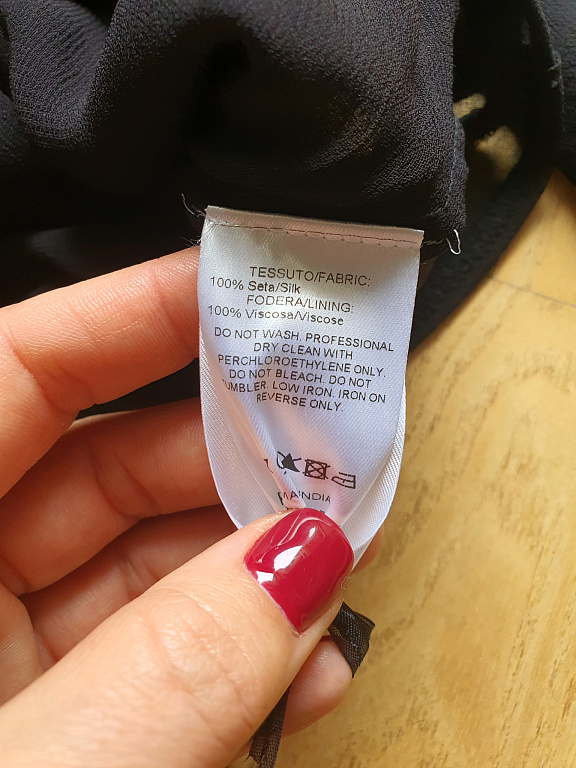 TESSUTO/FABRIC:
100% Seta/Silk
FODERA/LINING:
100% Viscosa/Viscose
DO NOT WASH. PROFESSIONAL
DRY CLEAN WITH
PERCHLOROETHYLENE ONLY.
DO NOT BLEACH. DO NOT
TUMBLER. LOW IRON. IRON ON
REVERSE ONLY.